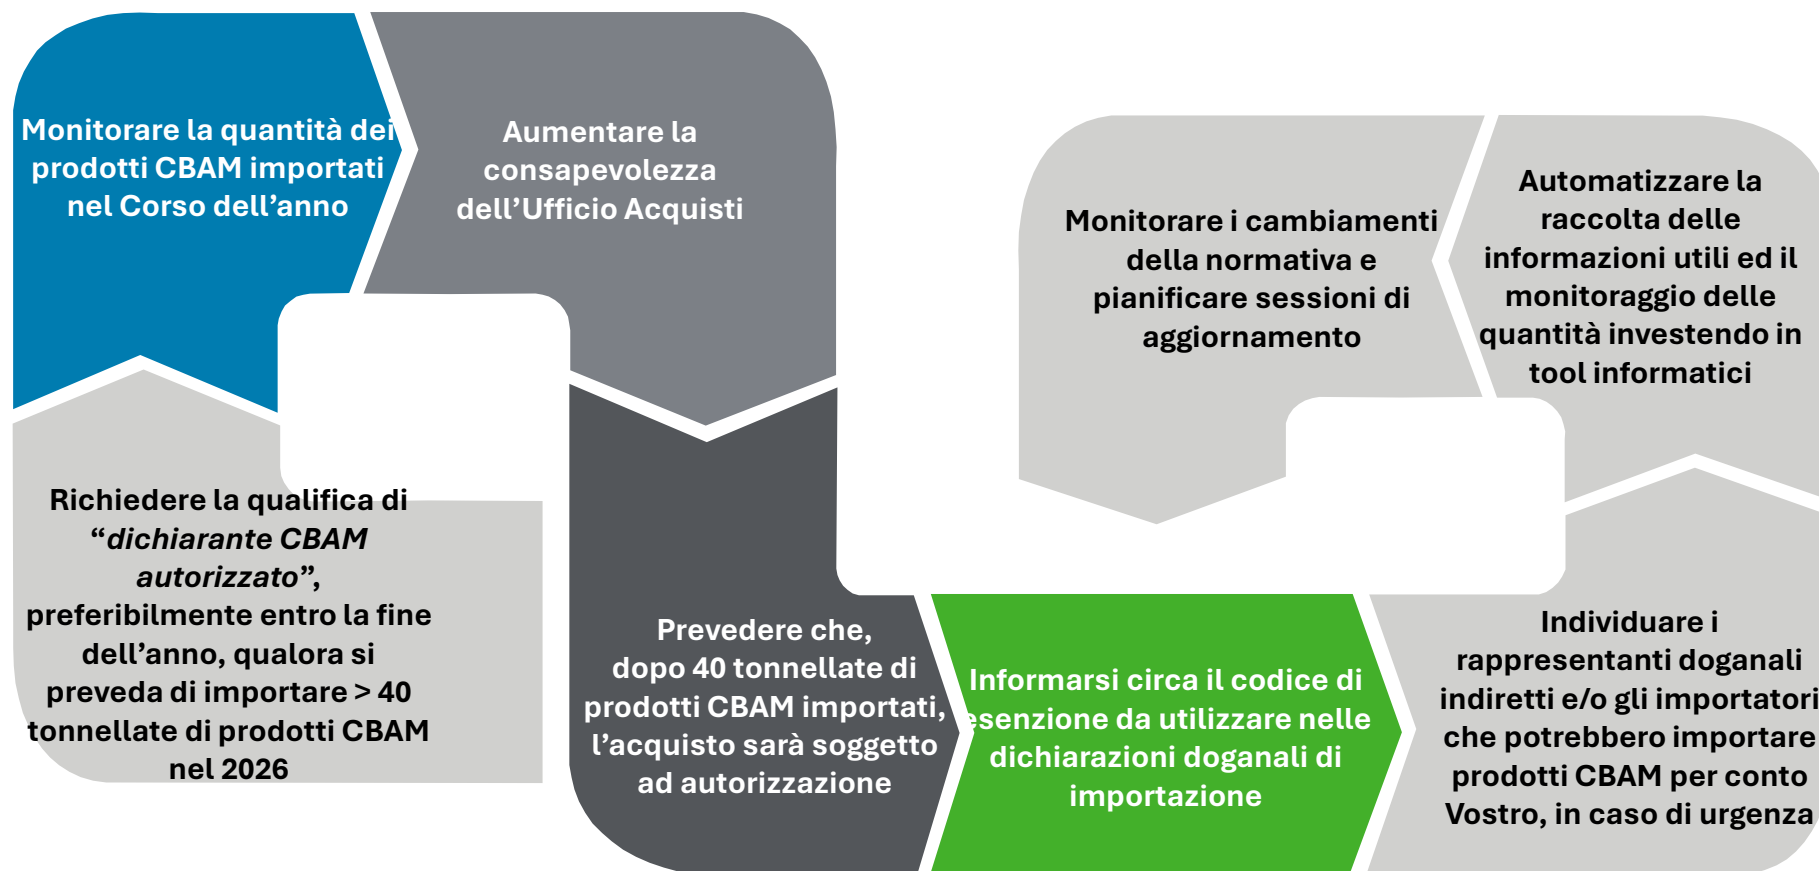 Richiedere la qualifica di
“dichiarante CBAM
autorizzato”,
preferibilmente entro la fine
dell’anno, qualora si
preveda di importare > 40
tonnellate di prodotti CBAM
nel 2026
Monitorare la quantità dei
prodotti CBAM importati
nel Corso dell’anno
Aumentare la
consapevolezza
dell’Ufficio Acquisti
Prevedere che,
dopo 40 tonnellate di
prodotti CBAM importati,
l’acquisto sarà soggetto
ad autorizzazione
Informarsi circa il codice di
esenzione da utilizzare nelle
dichiarazioni doganali di
importazione
Individuare i
rappresentanti doganali
indiretti e/o gli importatori
che potrebbero importare
prodotti CBAM per conto
Vostro, in caso di urgenza
Automatizzare la
raccolta delle
informazioni utili ed il
monitoraggio delle
quantità investendo in
tool informatici
Monitorare i cambiamenti
della normativa e
pianificare sessioni di
aggiornamento